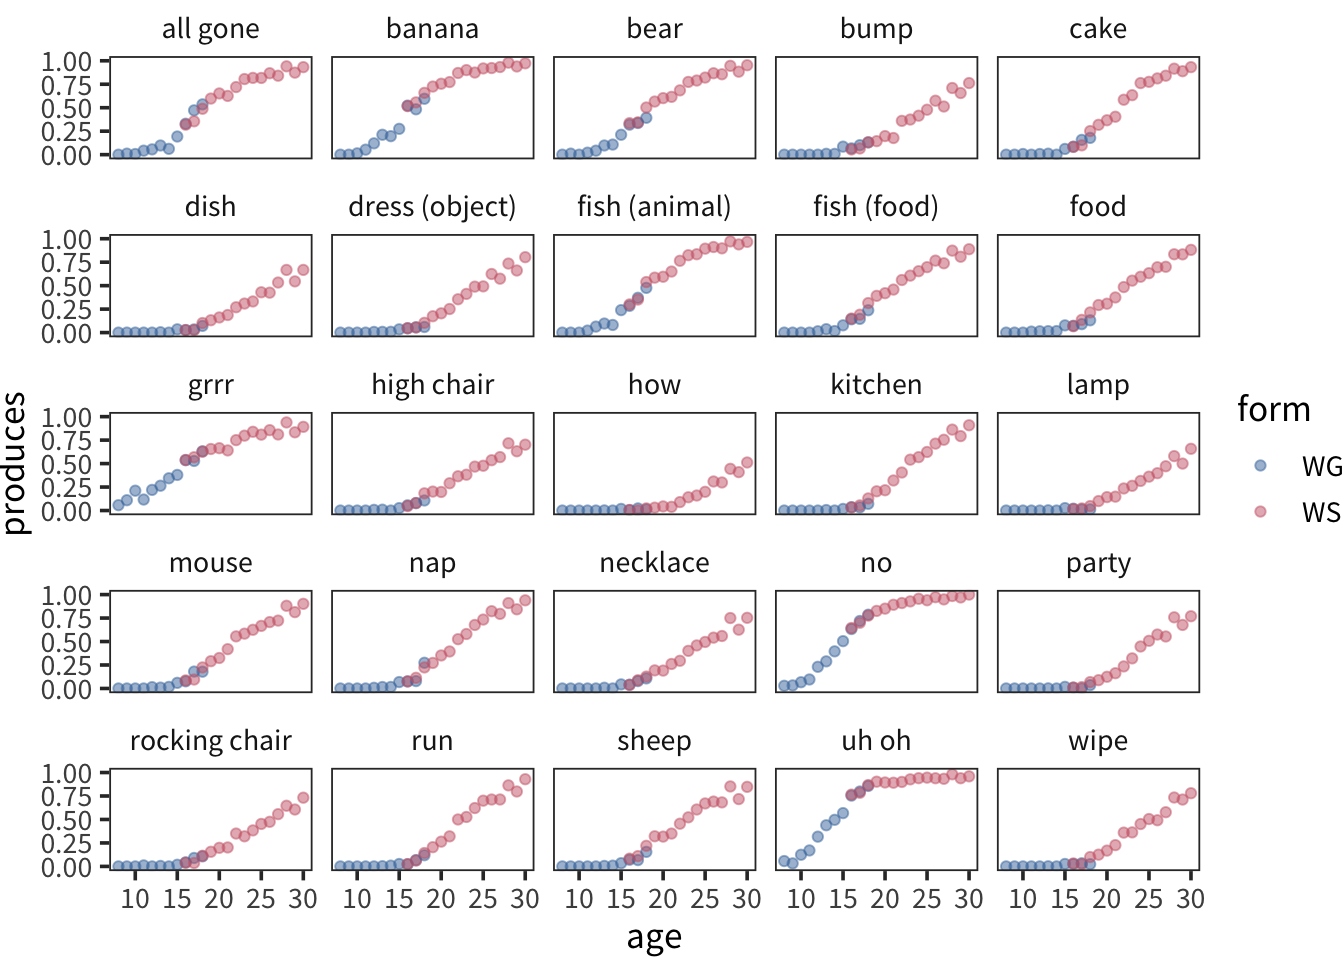 all gone banana bear bump cake
1.00
0.75
0.50
0.25
0.00
dish dress (object) fish (animal) fish (food) food
1.00
0.75
0.50
0.25
0.00
grrr high chair how kitchen lamp
1.00
0.75
0.50
0.25
0.00
mouse nap necklace no party
1.00
0.75
0.50
0.25
0.00
rocking chair run sheep uh oh wipe
1.00
0.75
0.50
0.25
0.00
10 15 20 25 30 10 15 20 25 30 10 15 20 25 30 10 15 20 25 30 10 15 20 25 30
age
produces
form
WG
WS